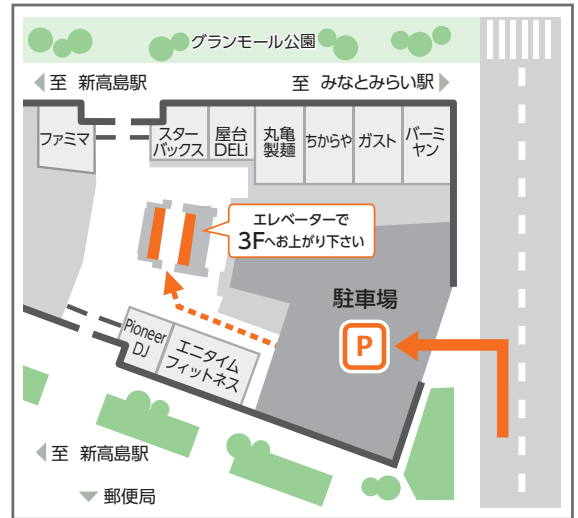 グランモール公園
至 新高島駅
至 みなとみらい駅
ファミマ
スター
バックス
屋台
DELi
丸亀
製麺
ちからや
ガスト
バーミ
ヤン
エレベーターで
3Fへお上がり下さい
駐車場
P
Pioneer
DJ
エニタイム
フィットネス
至 新高島駅
郵便局